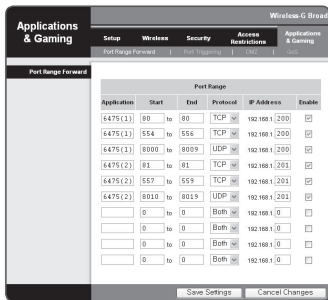 Wireless-G Broad
Applications
& Gaming
Setup Wireless Security Access Restrictions Applications & Gaming
Port Range Forward | Port Triggering | DMZ | QoS
Port Range Forward
Port Range
Application Start End Protocol IP Address Enable
6475(1) 80 to 80 TCP 192.168.1. 200
6475(1) 554 to 556 TCP 192.168.1. 200
6475(1) 8000 to 8009 UDP 192.168.1. 200
6475(2) 81 to 81 TCP 192.168.1. 201
6475(2) 557 to 559 TCP 192.168.1. 201
6475(2) 8010 to 8019 UDP 192.168.1. 201
0 to 0 Both 192.168.1. 0
0 to 0 Both 192.168.1. 0
0 to 0 Both 192.168.1. 0
0 to 0 Both 192.168.1. 0
Save Settings Cancel Changes